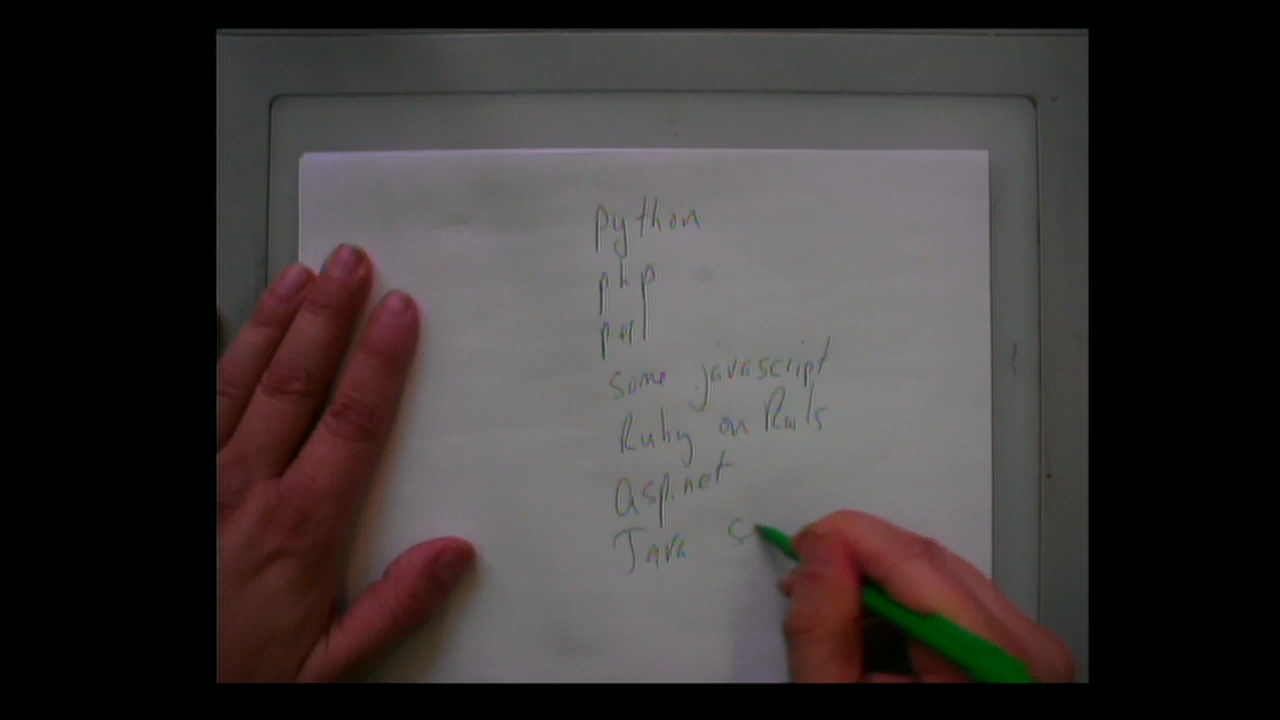 python
php
perl
some javascript
Ruby on Rails
asp.net
Java